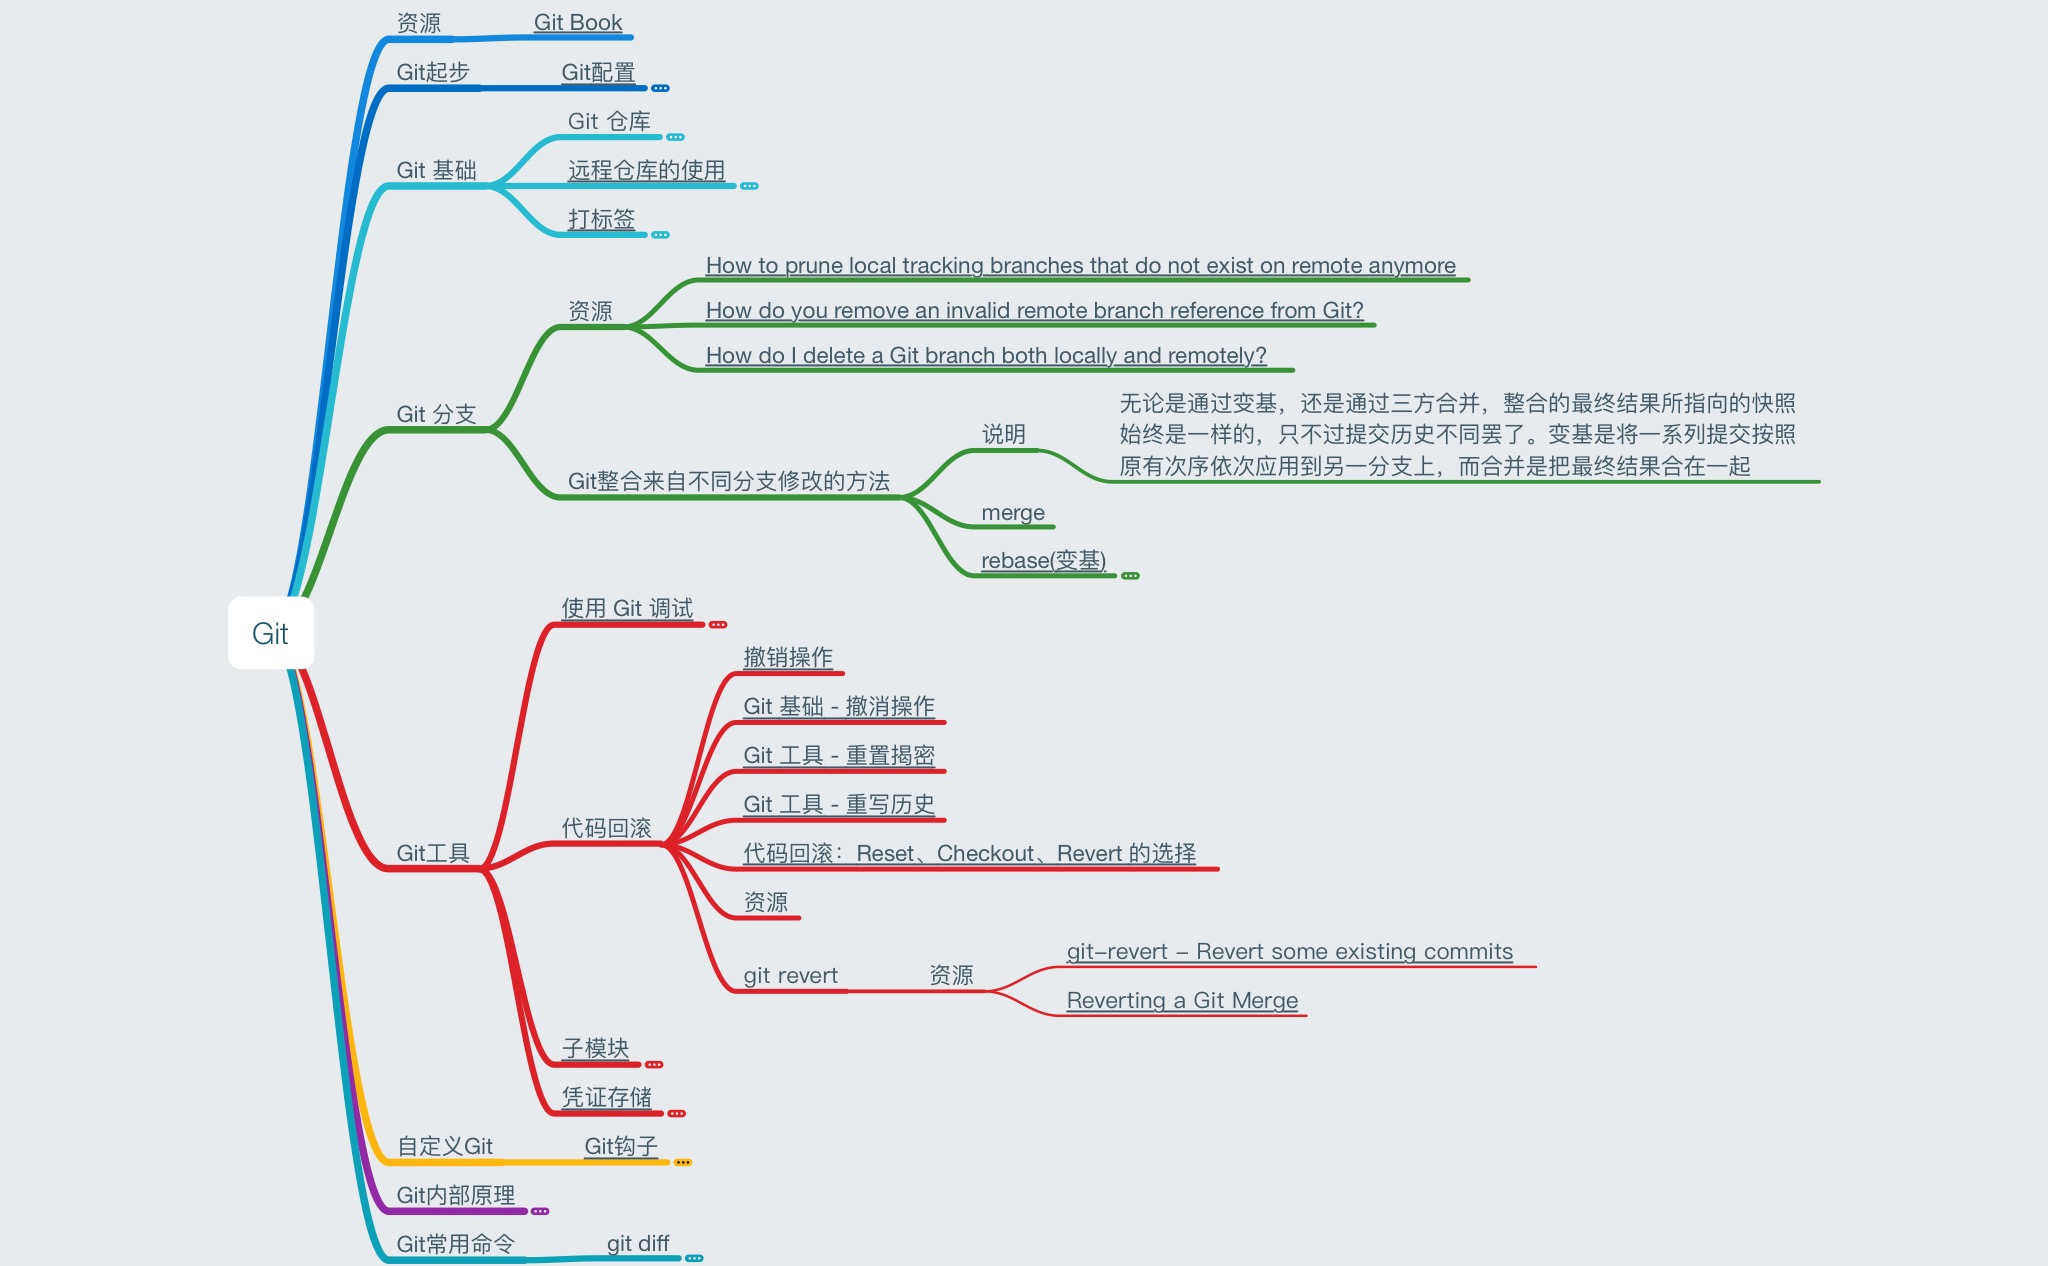 资源
Git Book
Git起步
Git配置
Git 基础
Git 仓库
远程仓库的使用
打标签
Git 分支
资源
How to prune local tracking branches that do not exist on remote anymore
How do you remove an invalid remote branch reference from Git?
How do I delete a Git branch both locally and remotely?
Git整合来自不同分支修改的方法
说明
无论是通过变基，还是通过三方合并，整合的最终结果所指向的快照
始终是一样的，只不过提交历史不同罢了。变基是将一系列提交按照
原有次序依次应用到另一分支上，而合并是把最终结果合在一起
merge
rebase(变基)
Git
Git工具
使用 Git 调试
代码回滚
撤销操作
Git 基础 - 撤消操作
Git 工具 - 重置揭密
Git 工具 - 重写历史
代码回滚：Reset、Checkout、Revert 的选择
资源
git revert
资源
git-revert - Revert some existing commits
Reverting a Git Merge
子模块
凭证存储
自定义Git
Git钩子
Git内部原理
Git常用命令
git diff